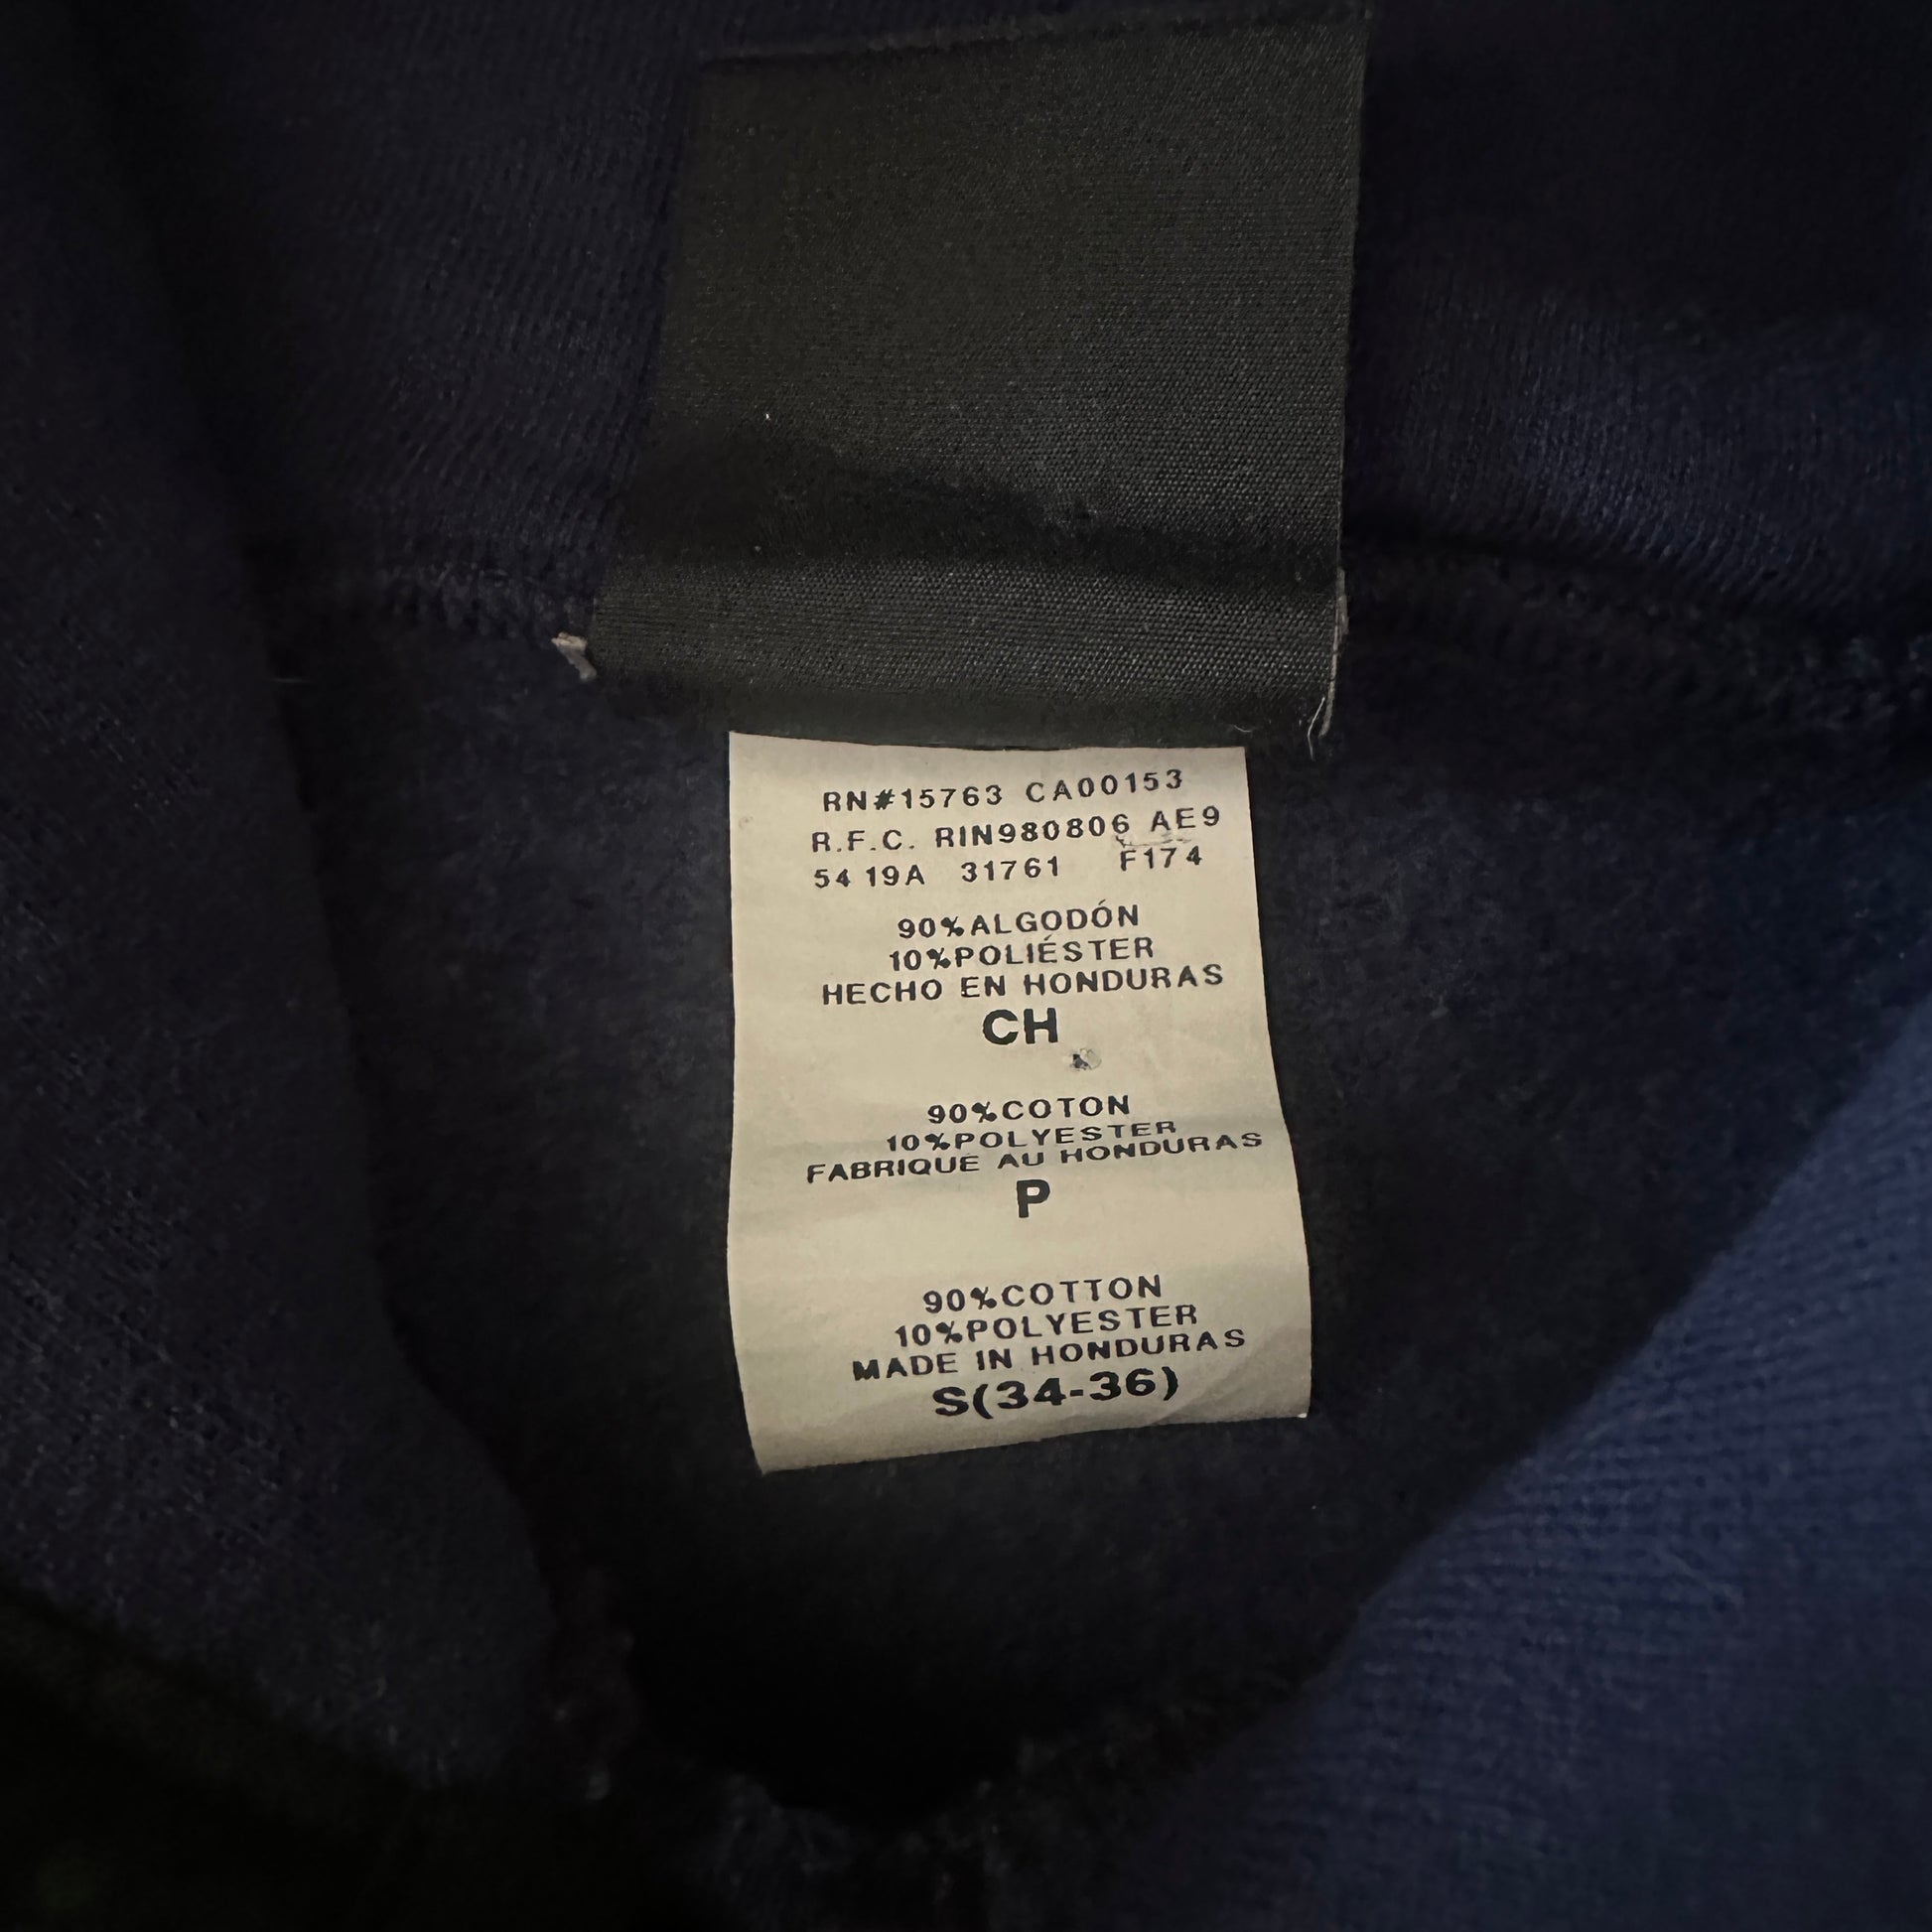 RN#15763 CA00153
R.F.C. RIN980806 AE9
54 19A 31761 F174
90%ALGODÓN
10%POLIÉSTER
HECHO EN HONDURAS
CH
90%COTON
10%POLYESTER
FABRIQUÉ AU HONDURAS
P
90%COTTON
10%POLYESTER
MADE IN HONDURAS
S(34-36)